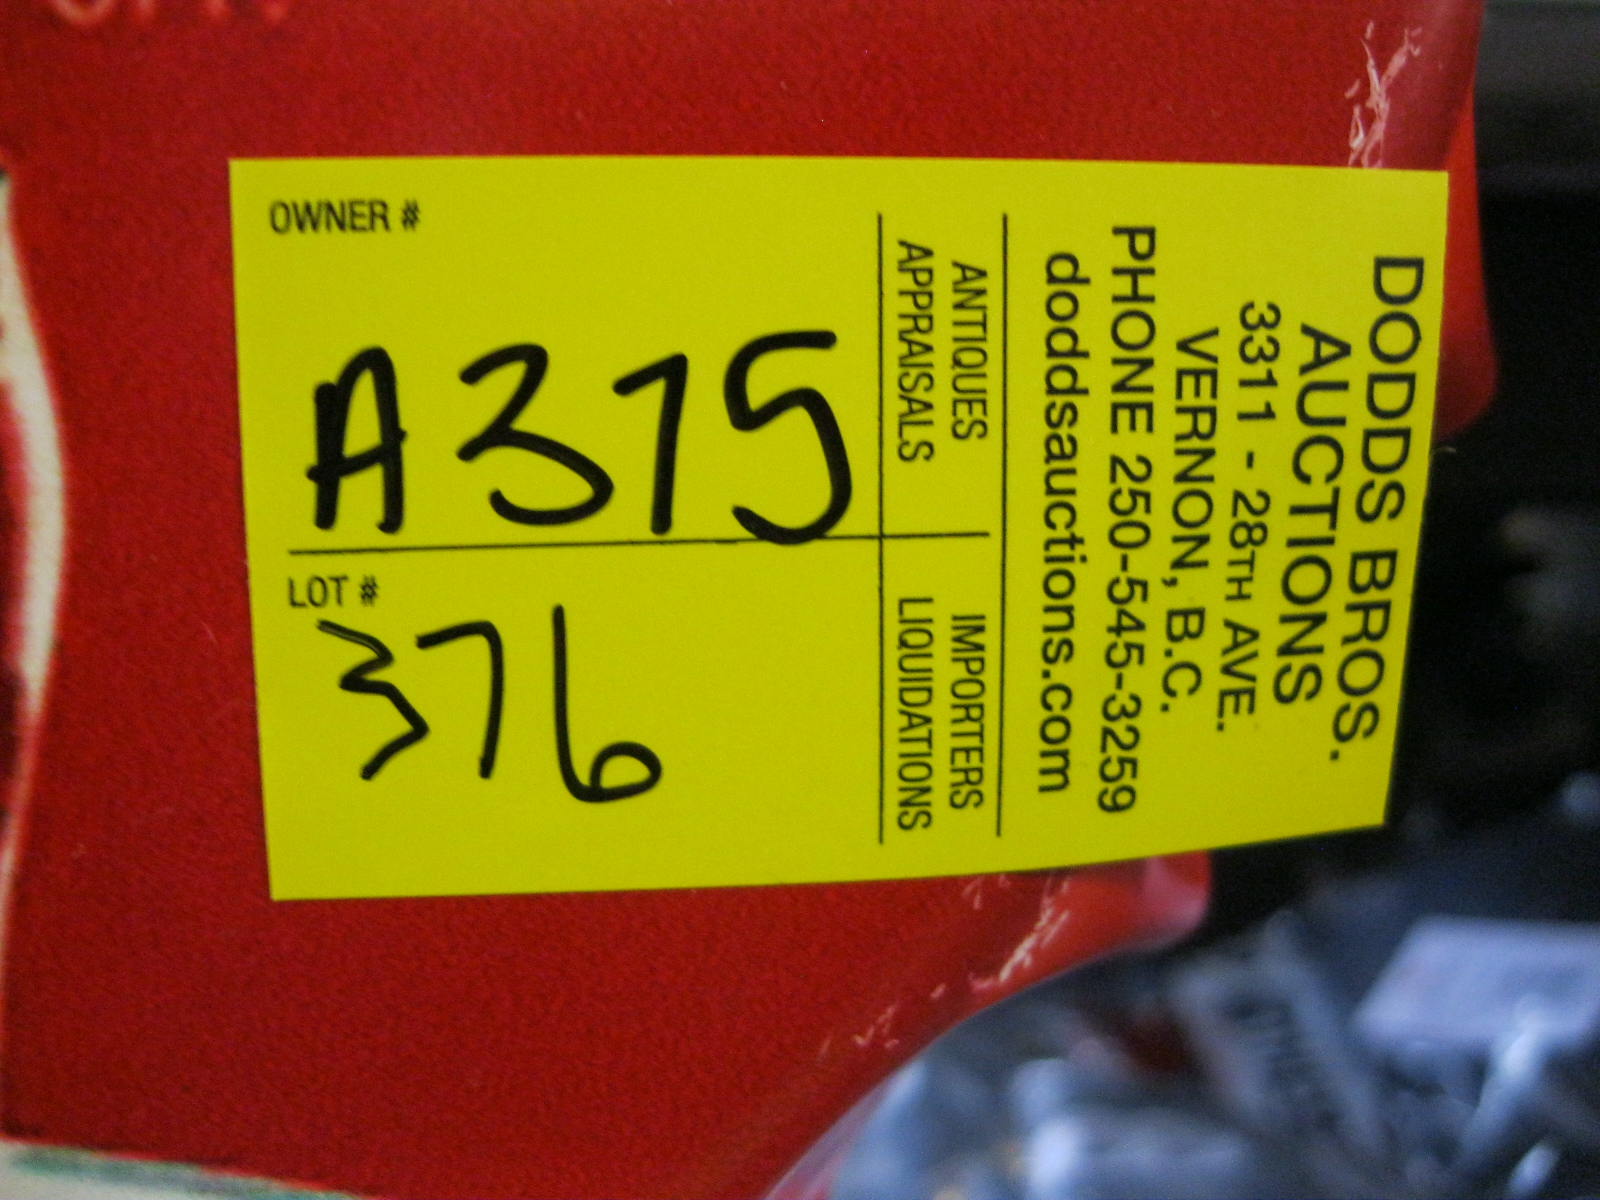 OWNER #
A375
LOT #
376
ANTIQUES
APPRAISALS
IMPORTERS
LIQUIDATIONS
DODDS BROS.
AUCTIONS
3311 - 28TH AVE.
VERNON, B.C.
PHONE 250-545-3259
doddsauctions.com